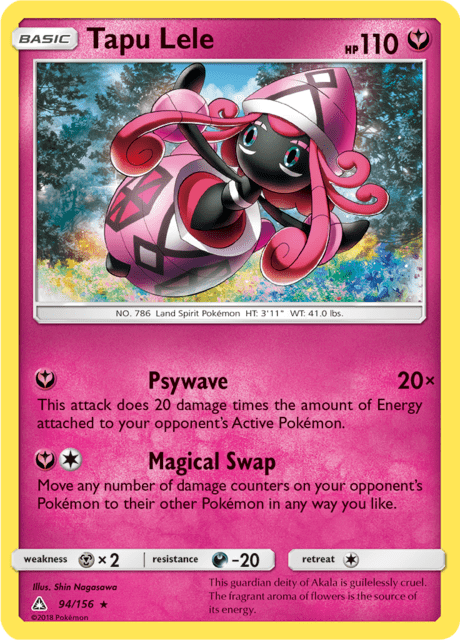 BASIC Tapu Lele HP 110
NO. 786 Land Spirit Pokémon HT: 3'11" WT: 41.0 lbs.
Psywave 20×
This attack does 20 damage times the amount of Energy
attached to your opponent's Active Pokémon.
Magical Swap
Move any number of damage counters on your opponent's
Pokémon to their other Pokémon in any way you like.
weakness × 2 resistance -20 retreat
Illus. Shin Nagasawa
94/156 ★
©2018 Pokémon
This guardian deity of Akala is guilelessly cruel.
The fragrant aroma of flowers is the source of
its energy.